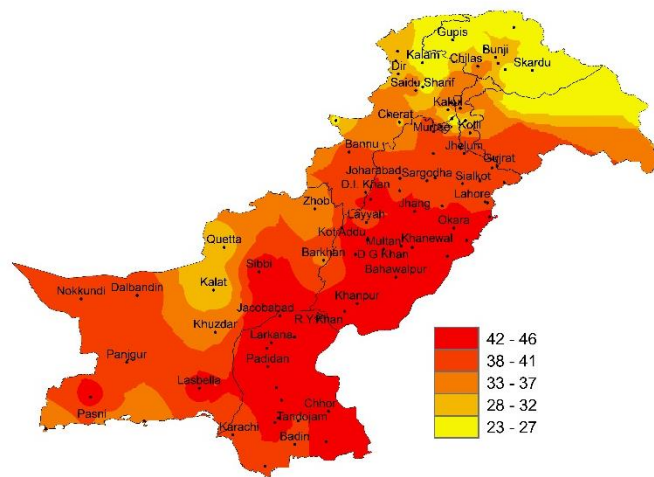 Gupis
Kalam
Bunji
Dir
Chilas
Skardu
Saidu Sharif
Kakul
Cherat
Murree
Kotli
Bannu
Jhelum
Gujrat
Joharabad
Sargodha
Sialkot
D.I. Khan
Zhob
Jhang
Lahore
Layyah
Okara
Kot Addu
Quetta
Multan
Khanewal
Barkhan
D G Khan
Sibbi
Bahawalpur
Nokkundi
Dalbandin
Kalat
Khanpur
Jacobabad
R.Y.Khan
Khuzdar
Larkana
Panjgur
Padidan
Lasbella
Pasni
Chhor
Tandojam
Karachi
Badin
42 - 46
38 - 41
33 - 37
28 - 32
23 - 27